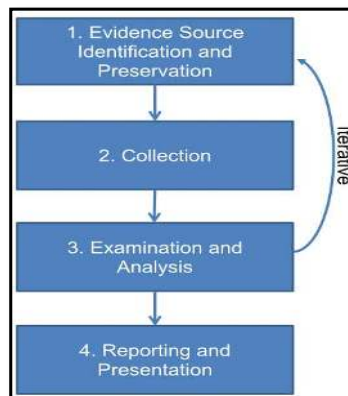 1. Evidence Source
Identification and
Preservation
2. Collection
Iterative
3. Examination and
Analysis
4. Reporting and
Presentation